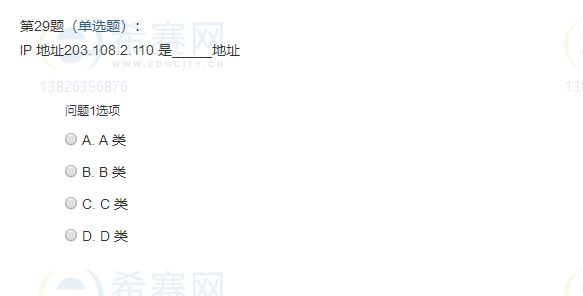 第29题（单选题）：
IP 地址203.108.2.110 是_____地址
希赛网
WWW.EDUCITY.CN
13826356876
13
问题1选项
A. A 类
B. B 类
C. C 类
D. D 类
希赛网